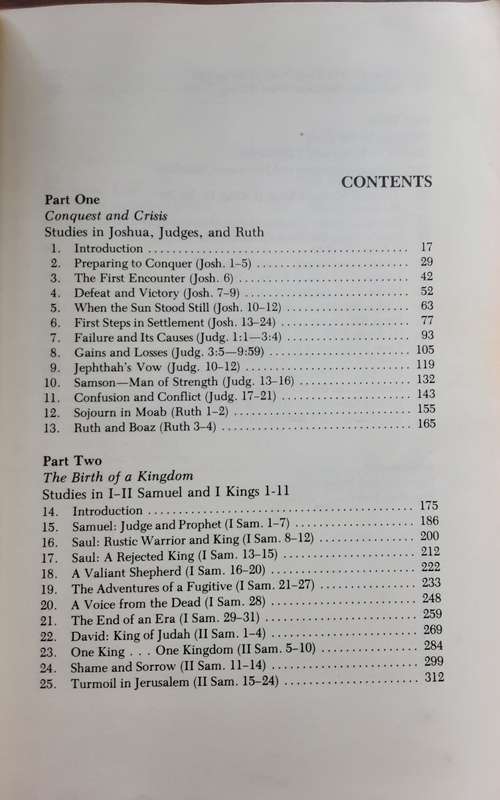 CONTENTS
Part One
Conquest and Crisis
Studies in Joshua, Judges, and Ruth
1. Introduction ........................................ 17
2. Preparing to Conquer (Josh. 1–5) ........................ 29
3. The First Encounter (Josh. 6) ........................... 42
4. Defeat and Victory (Josh. 7–9) .......................... 52
5. When the Sun Stood Still (Josh. 10–12) .................... 63
6. First Steps in Settlement (Josh. 13–24) .................... 77
7. Failure and Its Causes (Judg. 1:1—3:4) .................... 93
8. Gains and Losses (Judg. 3:5—9:59) ....................... 105
9. Jephthah's Vow (Judg. 10–12) ........................... 119
10. Samson—Man of Strength (Judg. 13–16) .................. 132
11. Confusion and Conflict (Judg. 17–21) ..................... 143
12. Sojourn in Moab (Ruth 1–2) ............................ 155
13. Ruth and Boaz (Ruth 3–4) .............................. 165
Part Two
The Birth of a Kingdom
Studies in I–II Samuel and I Kings 1-11
14. Introduction ........................................ 175
15. Samuel: Judge and Prophet (I Sam. 1–7) ................... 186
16. Saul: Rustic Warrior and King (I Sam. 8–12) ............... 200
17. Saul: A Rejected King (I Sam. 13–15) ..................... 212
18. A Valiant Shepherd (I Sam. 16–20) ....................... 222
19. The Adventures of a Fugitive (I Sam. 21–27) ............... 233
20. A Voice from the Dead (I Sam. 28) ....................... 248
21. The End of an Era (I Sam. 29–31) ........................ 259
22. David: King of Judah (II Sam. 1–4) ....................... 269
23. One King . . . One Kingdom (II Sam. 5–10) ................ 284
24. Shame and Sorrow (II Sam. 11–14) ....................... 299
25. Turmoil in Jerusalem (II Sam. 15–24) ..................... 312